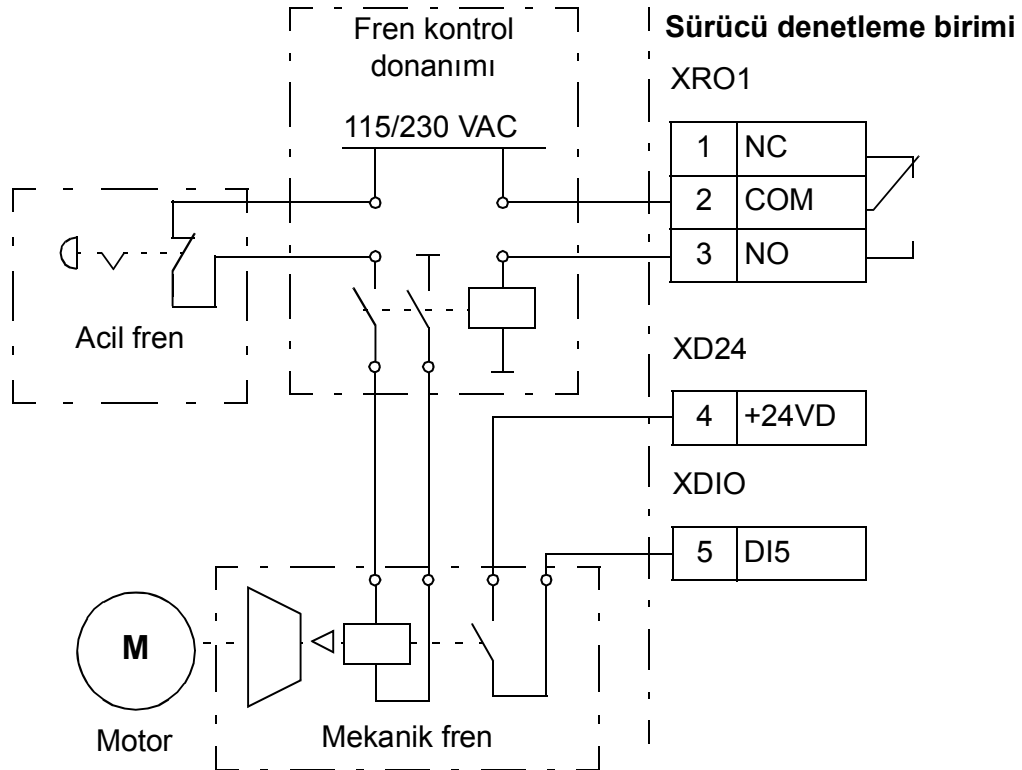 Fren kontrol
donanımı
115/230 VAC
Sürücü denetleme birimi
XRO1
1 NC
2 COM
3 NO
Acil fren
XD24
4 +24VD
XDIO
5 DI5
M
Motor
Mekanik fren